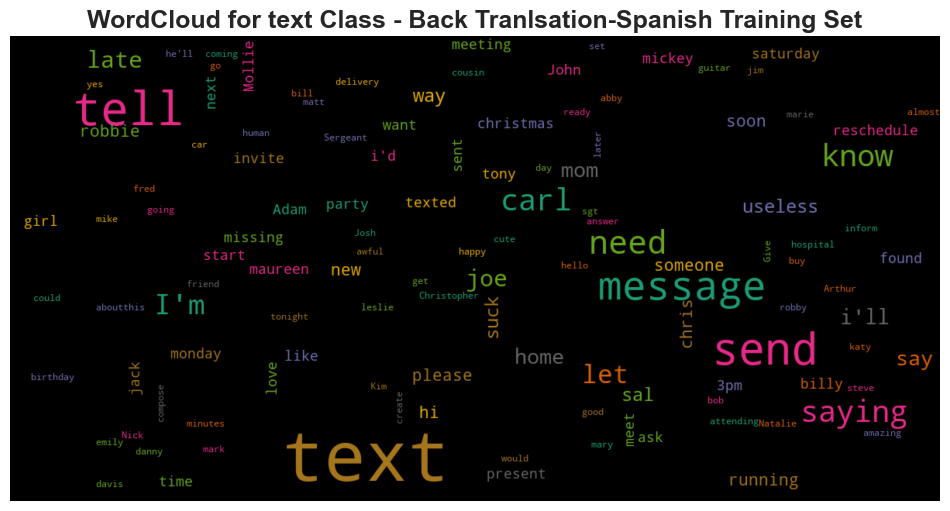 WordCloud for text Class - Back Tranlsation-Spanish Training Set
late
he'll
coming
go
Mollie
meeting
set
saturday
mickey
guitar
jim
John
cousin
yes
tell
next
delivery
way
bill
matt
abby
ready
almost
robbie
human
Sergeant
want
christmas
soon
reschedule
marie
later
car
invite
i'd
sent
know
tony
day
mom
fred
going
girl
mike
Adam
party
texted
carl
sgt
answer
useless
Josh
missing
start
maureen
awful
new
happy
cute
need
someone
hello
Give
inform
hospital
buy
found
friend
get
joe
could
aboutthis
I'm
tonight
leslie
Christopher
suck
message
chris
Arthur
robby
i'll
monday
like
home
send
katy
say
birthday
jack
compose
love
please
Kim
create
let
sal
3pm
billy
steve
bob
saying
hi
good
meet
ask
attending
Natalie
amazing
minutes
Nick
emily
danny
mark
mary
text
would
present
davis
time
running